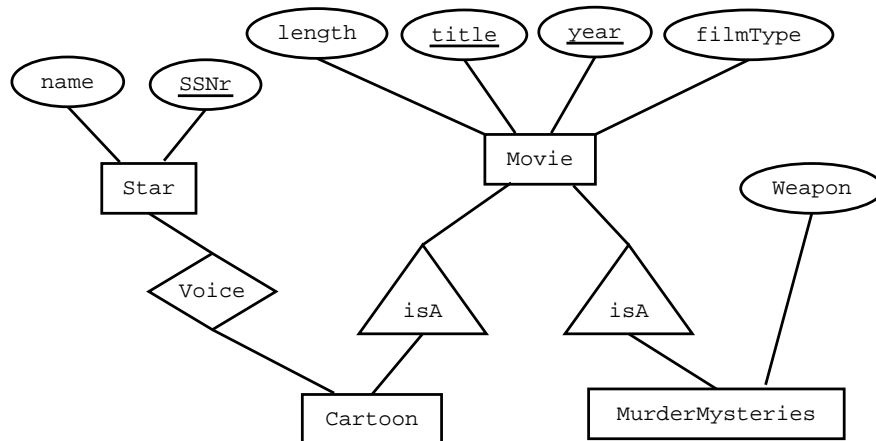 length
title
year
filmType
name
SSNr
Movie
Star
Weapon
Voice
isA
isA
Cartoon
MurderMysteries